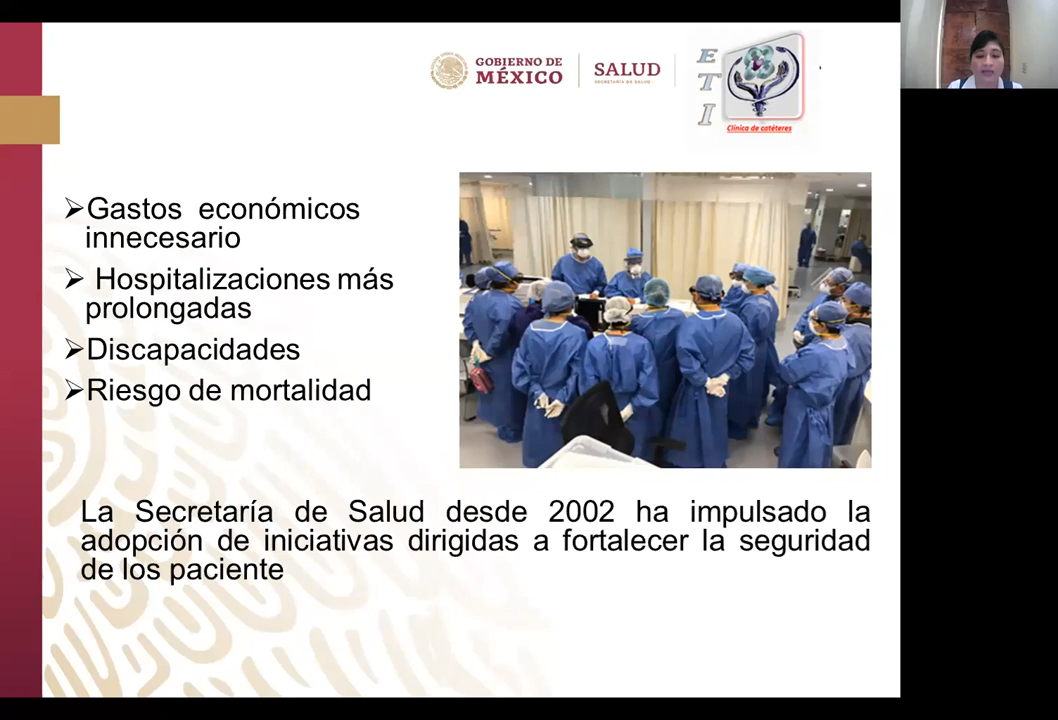 GOBIERNO DE
MÉXICO
SALUD
SECRETARÍA DE SALUD
ETI
Clínica de catéteres
➢Gastos económicos
innecesario
➢ Hospitalizaciones más
prolongadas
➢Discapacidades
➢Riesgo de mortalidad
La Secretaría de Salud desde 2002 ha impulsado la
adopción de iniciativas dirigidas a fortalecer la seguridad
de los paciente